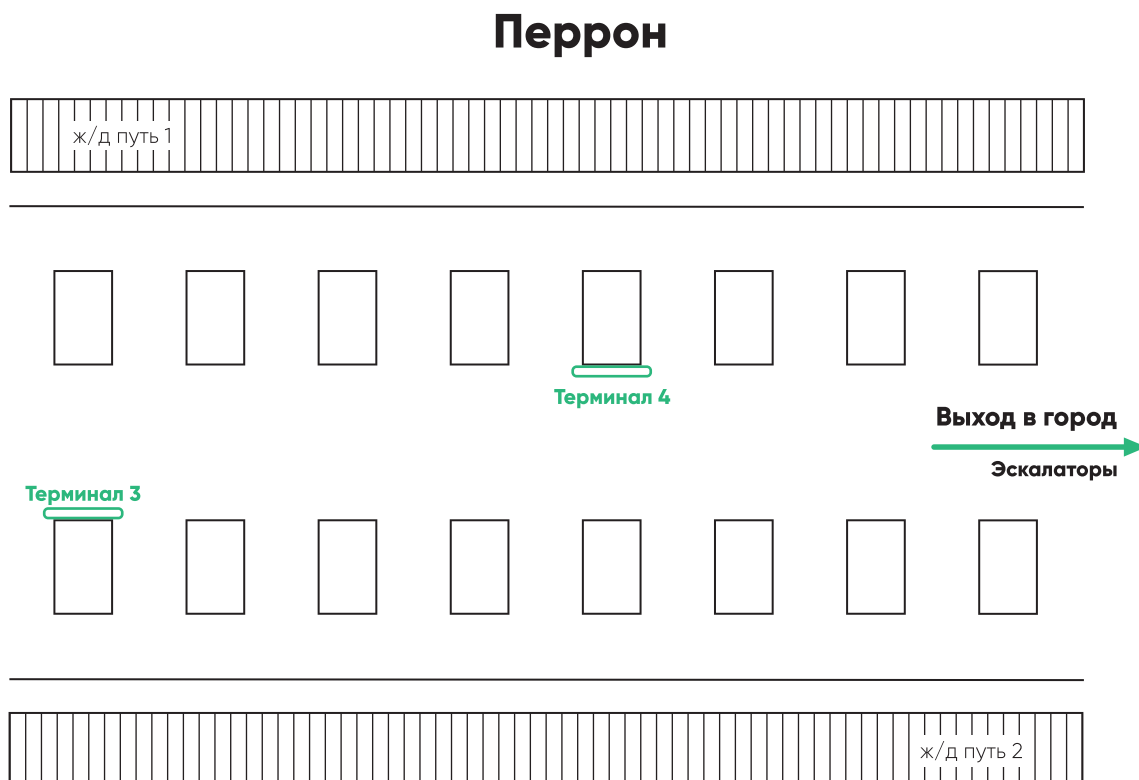 Перрон
ж/д путь 1
Терминал 4
Выход в город
Эскалаторы
Терминал 3
ж/д путь 2